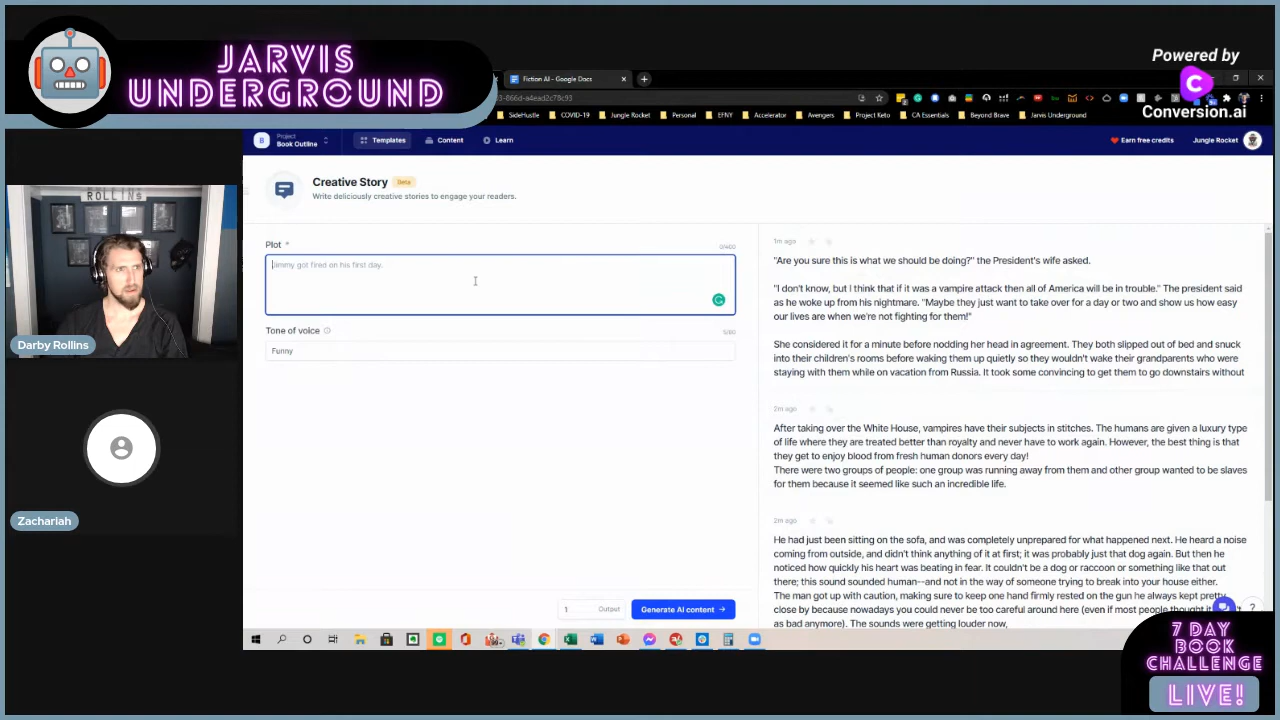 JARVIS
UNDERGROUND
Powered by
Conversion.ai
Fiction AI - Google Docs
SideHustle
COVID-19
Jungle Rocket
Personal
EFNY
Accelerator
Avengers
Project Keto
CA Essentials
Beyond Brave
Jarvis Underground
B
Project
Book Outline
Templates
Content
Learn
Earn free credits
Jungle Rocket
Creative Story
Beta
Write deliciously creative stories to engage your readers.
Plot *
0/400
Jimmy got fired on his first day.
Tone of voice
5/80
Funny
1
Output
Generate AI content →
1m ago
"Are you sure this is what we should be doing?" the President's wife asked.
"I don't know, but I think that if it was a vampire attack then all of America will be in trouble." The president said
as he woke up from his nightmare. "Maybe they just want to take over for a day or two and show us how easy
our lives are when we're not fighting for them!"
She considered it for a minute before nodding her head in agreement. They both slipped out of bed and snuck
into their children's rooms before waking them up quietly so they wouldn't wake their grandparents who were
staying with them while on vacation from Russia. It took some convincing to get them to go downstairs without
2m ago
After taking over the White House, vampires have their subjects in stitches. The humans are given a luxury type
of life where they are treated better than royalty and never have to work again. However, the best thing is that
they get to enjoy blood from fresh human donors every day!
There were two groups of people: one group was running away from them and other group wanted to be slaves
for them because it seemed like such an incredible life.
2m ago
He had just been sitting on the sofa, and was completely unprepared for what happened next. He heard a noise
coming from outside, and didn't think anything of it at first; it was probably just that dog again. But then he
noticed how quickly his heart was beating in fear. It couldn't be a dog or raccoon or something like that out
there; this sound sounded human--and not in the way of someone trying to break into your house either.
The man got up with caution, making sure to keep one hand firmly rested on the gun he always kept pretty
close by because nowadays you could never be too careful around here (even if most people thought it
as bad anymore). The sounds were getting louder now,
?
ROLLINS
Darby Rollins
Zachariah
7 DAY
BOOK
CHALLENGE
LIVE!